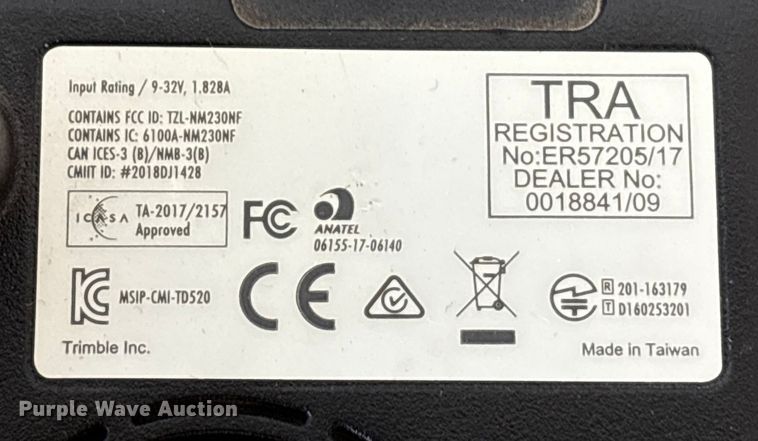 Input Rating / 9-32V, 1.828A
CONTAINS FCC ID: TZL-NM230NF
CONTAINS IC: 6100A-NM230NF
CAN ICES-3 (B)/NMB-3(B)
CMIIT ID: #2018DJ1428
TRA
REGISTRATION
No:ER57205/17
DEALER No:
0018841/09
ICASA TA-2017/2157
Approved
FC
ANATEL
06155-17-06140
MSIP-CMI-TD520
CE
R 201-163179
T D160253201
Trimble Inc.
Made in Taiwan
Purple Wave Auction